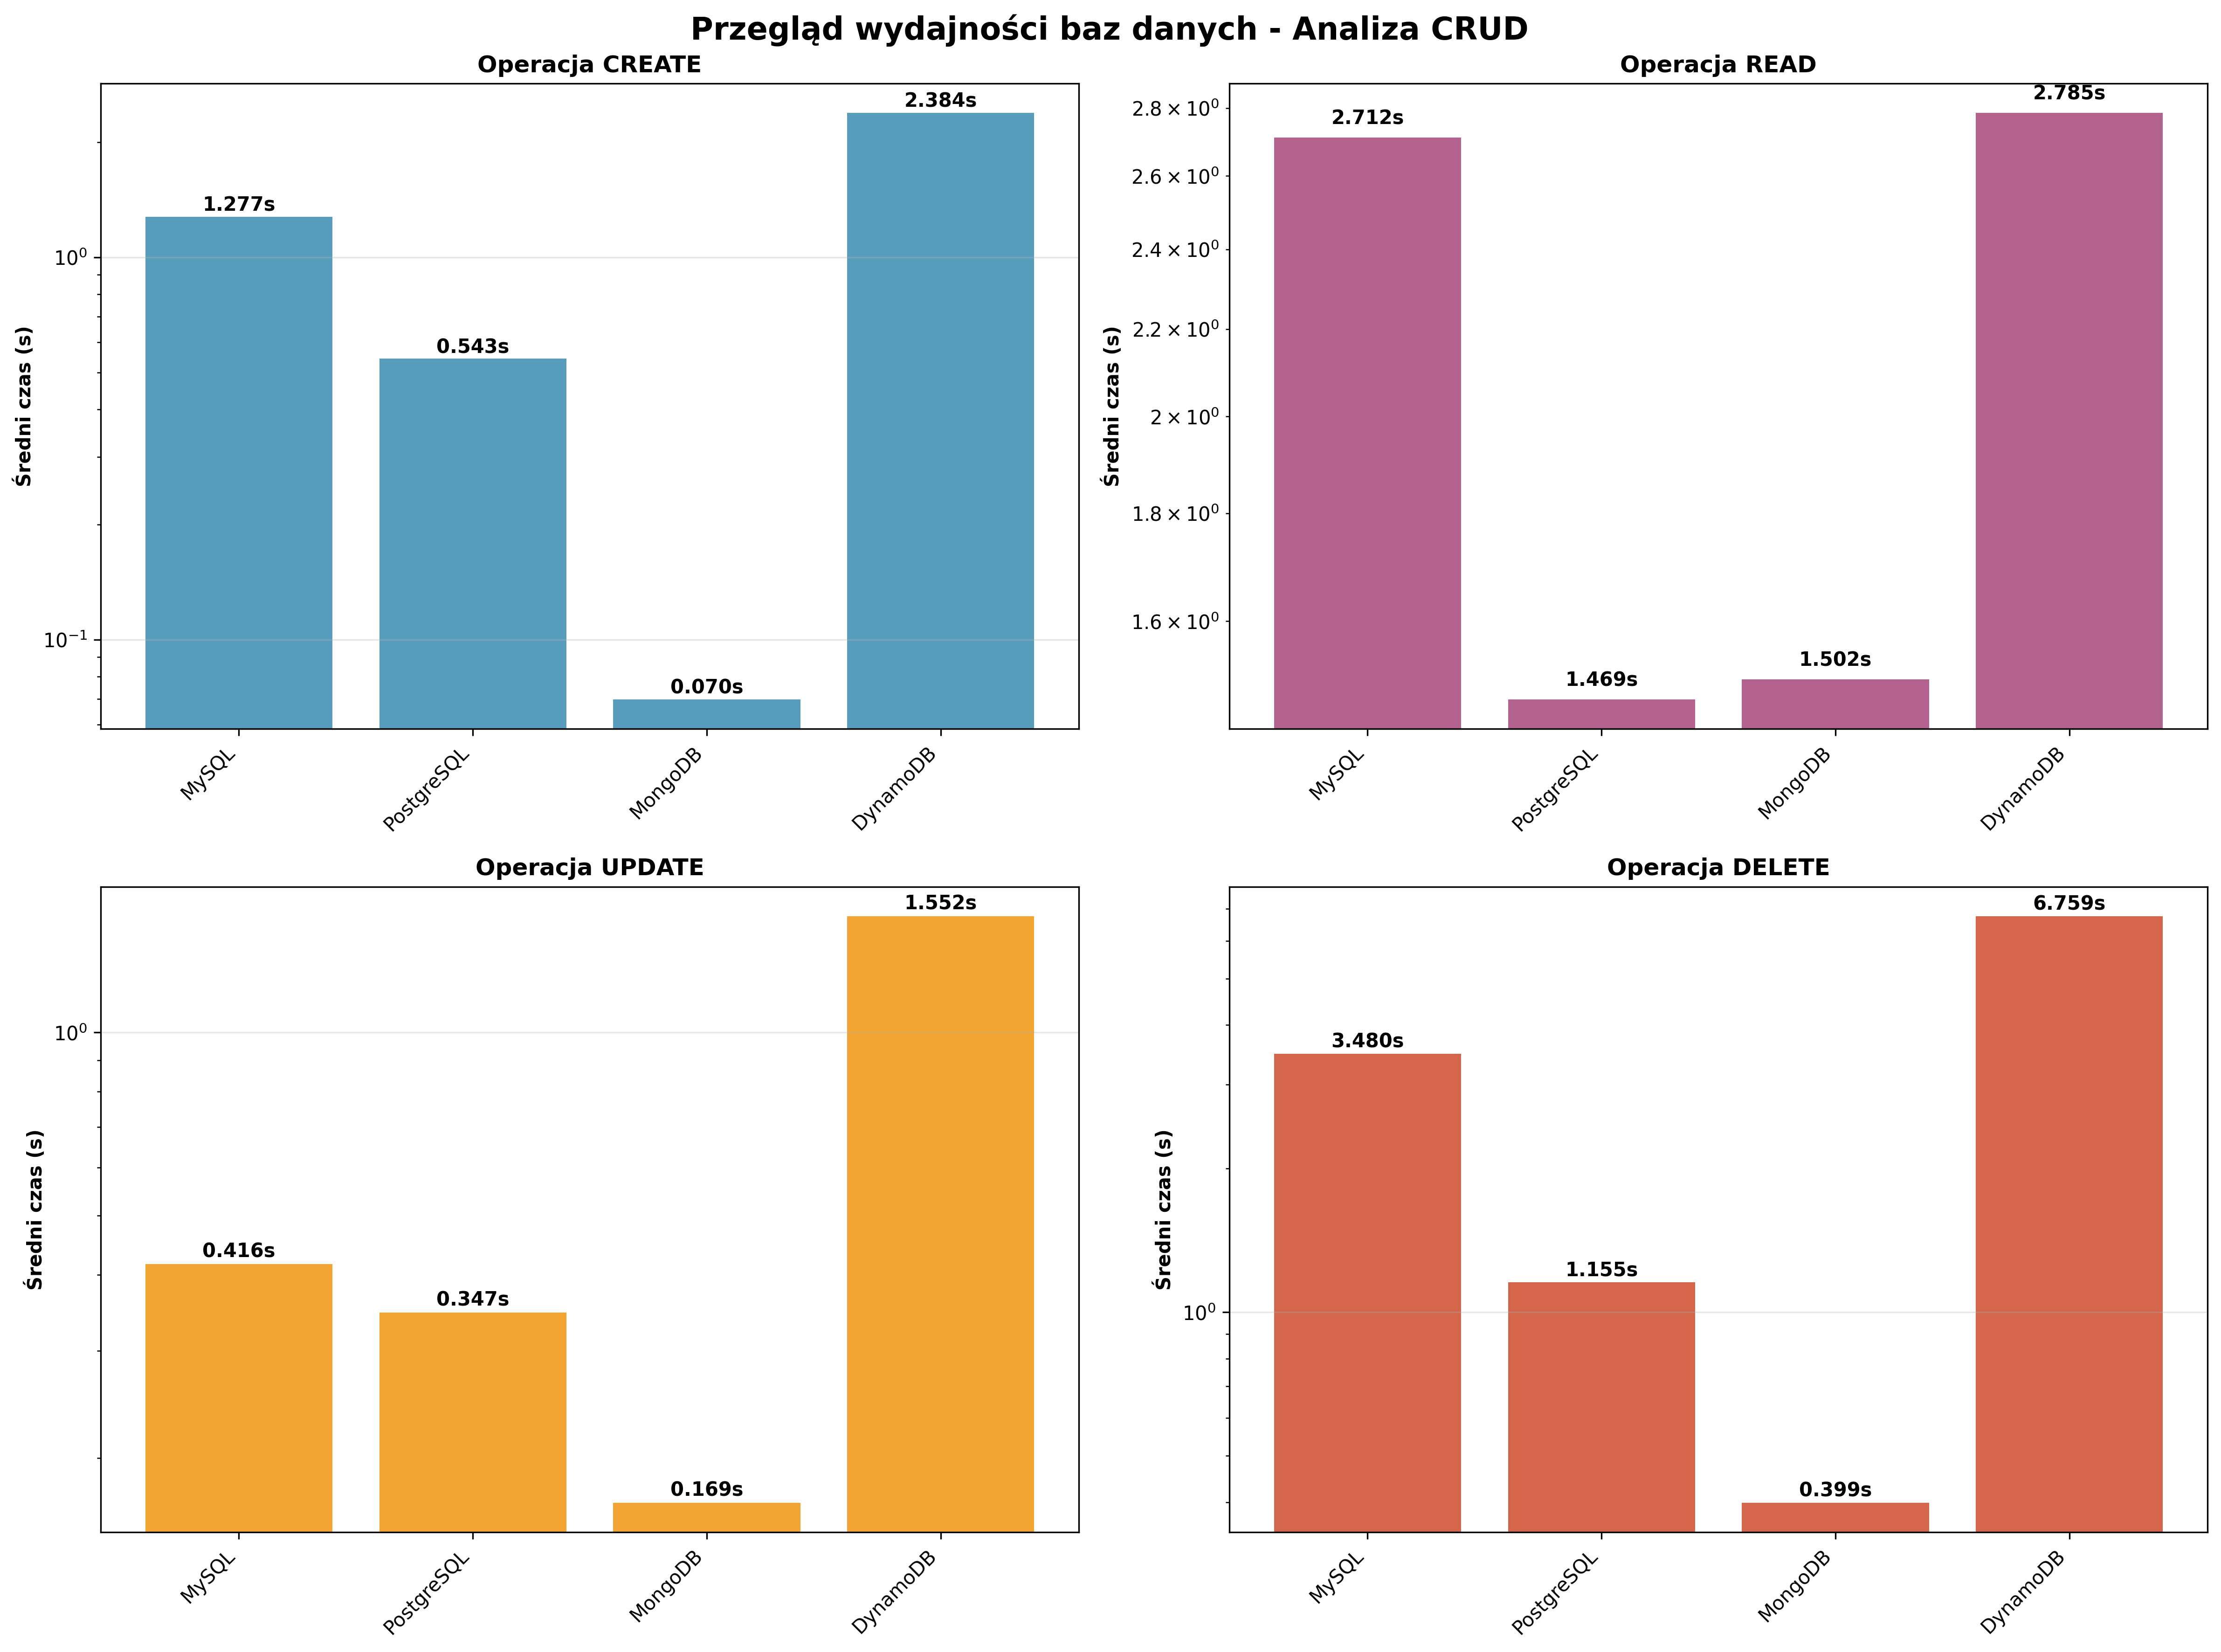 Przegląd wydajności baz danych - Analiza CRUD
Operacja CREATE
Średni czas (s)
10⁰
10⁻¹
1.277s
0.543s
0.070s
2.384s
MySQL
PostgreSQL
MongoDB
DynamoDB
Operacja READ
Średni czas (s)
2.8 × 10⁰
2.6 × 10⁰
2.4 × 10⁰
2.2 × 10⁰
2 × 10⁰
1.8 × 10⁰
1.6 × 10⁰
2.712s
1.469s
1.502s
2.785s
MySQL
PostgreSQL
MongoDB
DynamoDB
Operacja UPDATE
Średni czas (s)
10⁰
0.416s
0.347s
0.169s
1.552s
MySQL
PostgreSQL
MongoDB
DynamoDB
Operacja DELETE
Średni czas (s)
10⁰
3.480s
1.155s
0.399s
6.759s
MySQL
PostgreSQL
MongoDB
DynamoDB